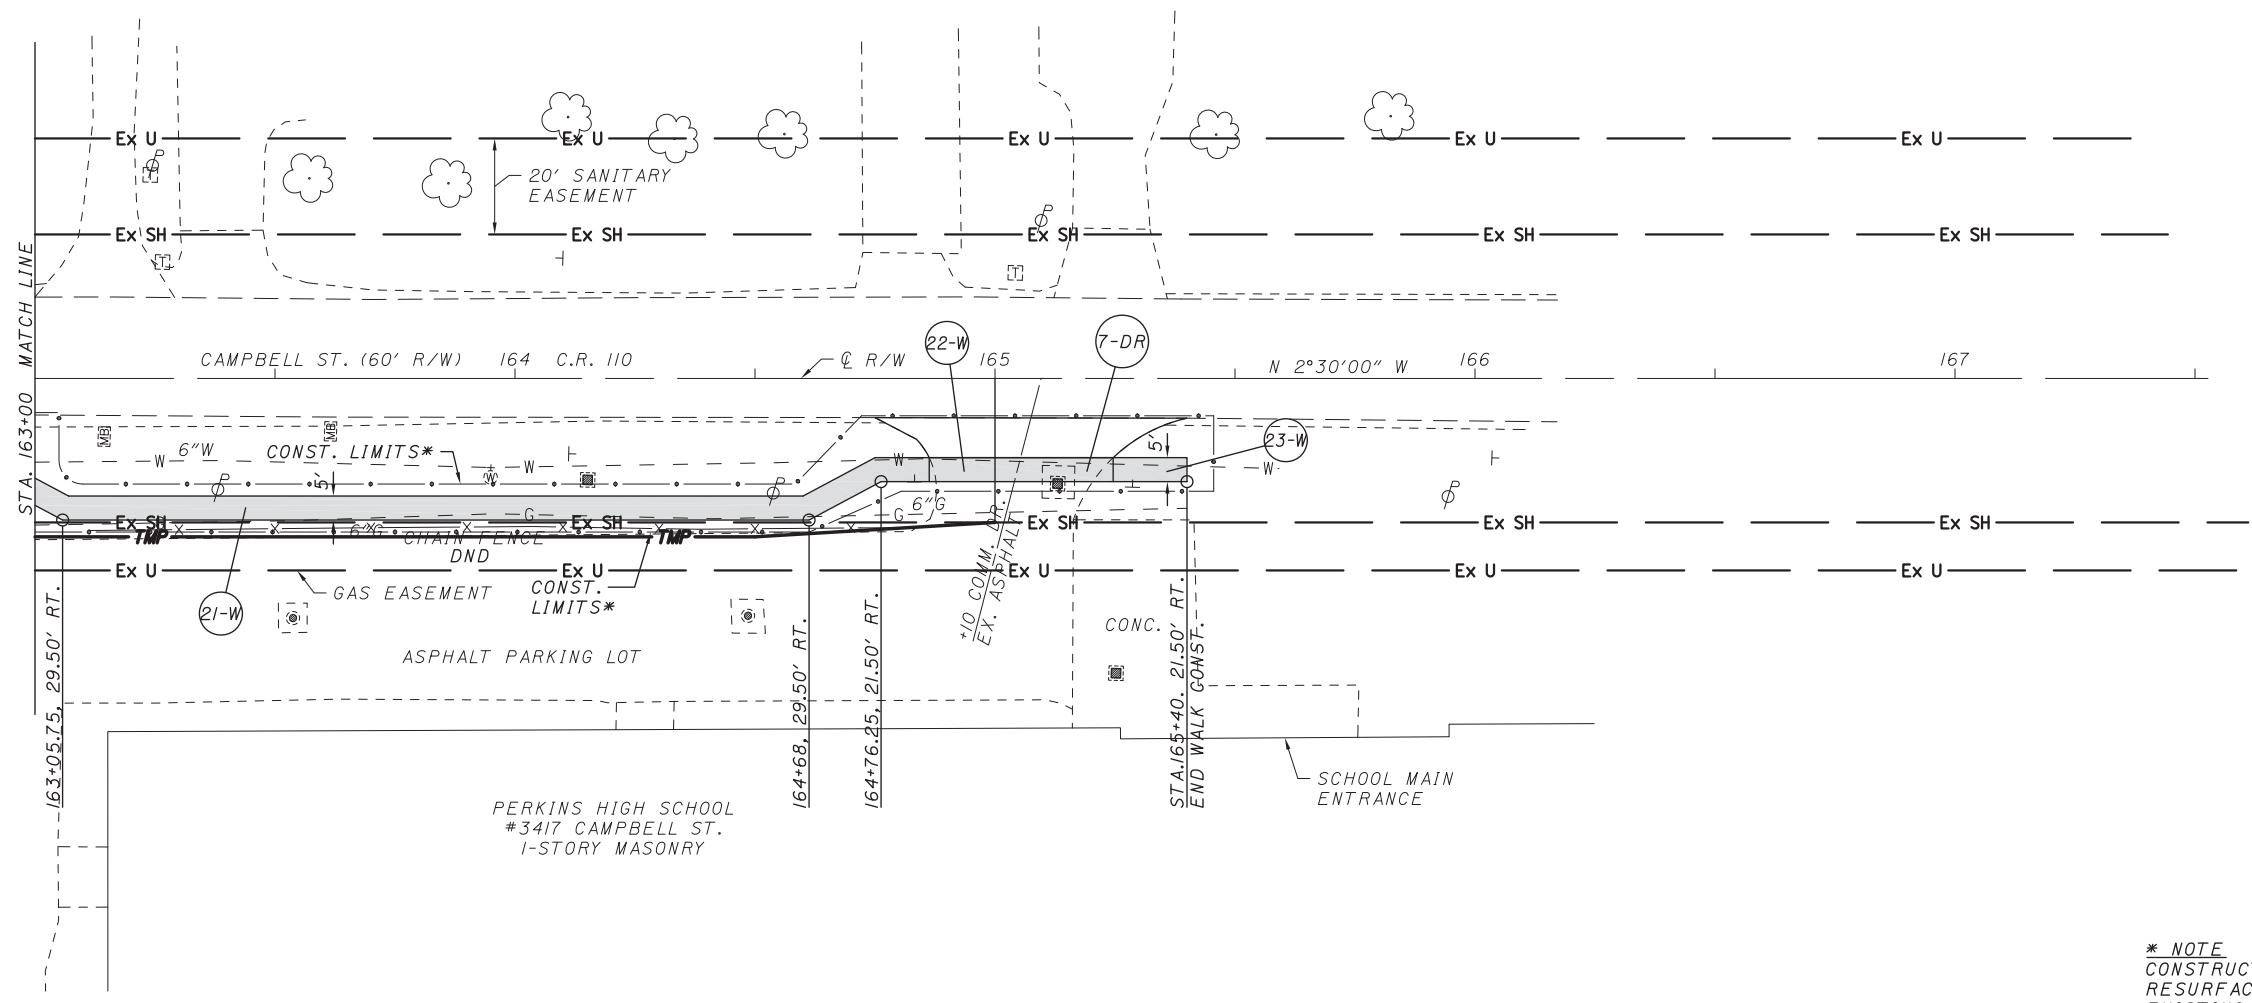 Ex U
Ex U
Ex U
Ex U
Ex U
20' SANITARY
EASEMENT
Ex SH
Ex SH
Ex SH
Ex SH
Ex SH
T
T
T
STA. 163+00 MATCH LINE
CAMPBELL ST. (60' R/W)
164
C.R. 110
℄ R/W
22-W
165
7-DR
N 2°30'00" W
166
167
MB
MB
6"W
CONST. LIMITS*
W
W
W
W
W
5'
5'
23-W
21-W
Ex SH
Ex SH
Ex SH
Ex SH
Ex SH
G
G
6"G
6"G
X
X
X
X
X
X
X
TMP
TMP
CHAIN FENCE
DND
Ex U
Ex U
Ex U
Ex U
Ex U
GAS EASEMENT
CONST.
LIMITS*
+10 COMM. DR.
EX. ASPHALT
CONC.
ASPHALT PARKING LOT
163+05.75, 29.50' RT.
164+68, 29.50' RT.
164+76.25, 21.50' RT.
STA.165+40. 21.50' RT.
END WALK CONST.
SCHOOL MAIN
ENTRANCE
PERKINS HIGH SCHOOL
#3417 CAMPBELL ST.
1-STORY MASONRY
* NOTE
CONSTRUC
RESURFAC